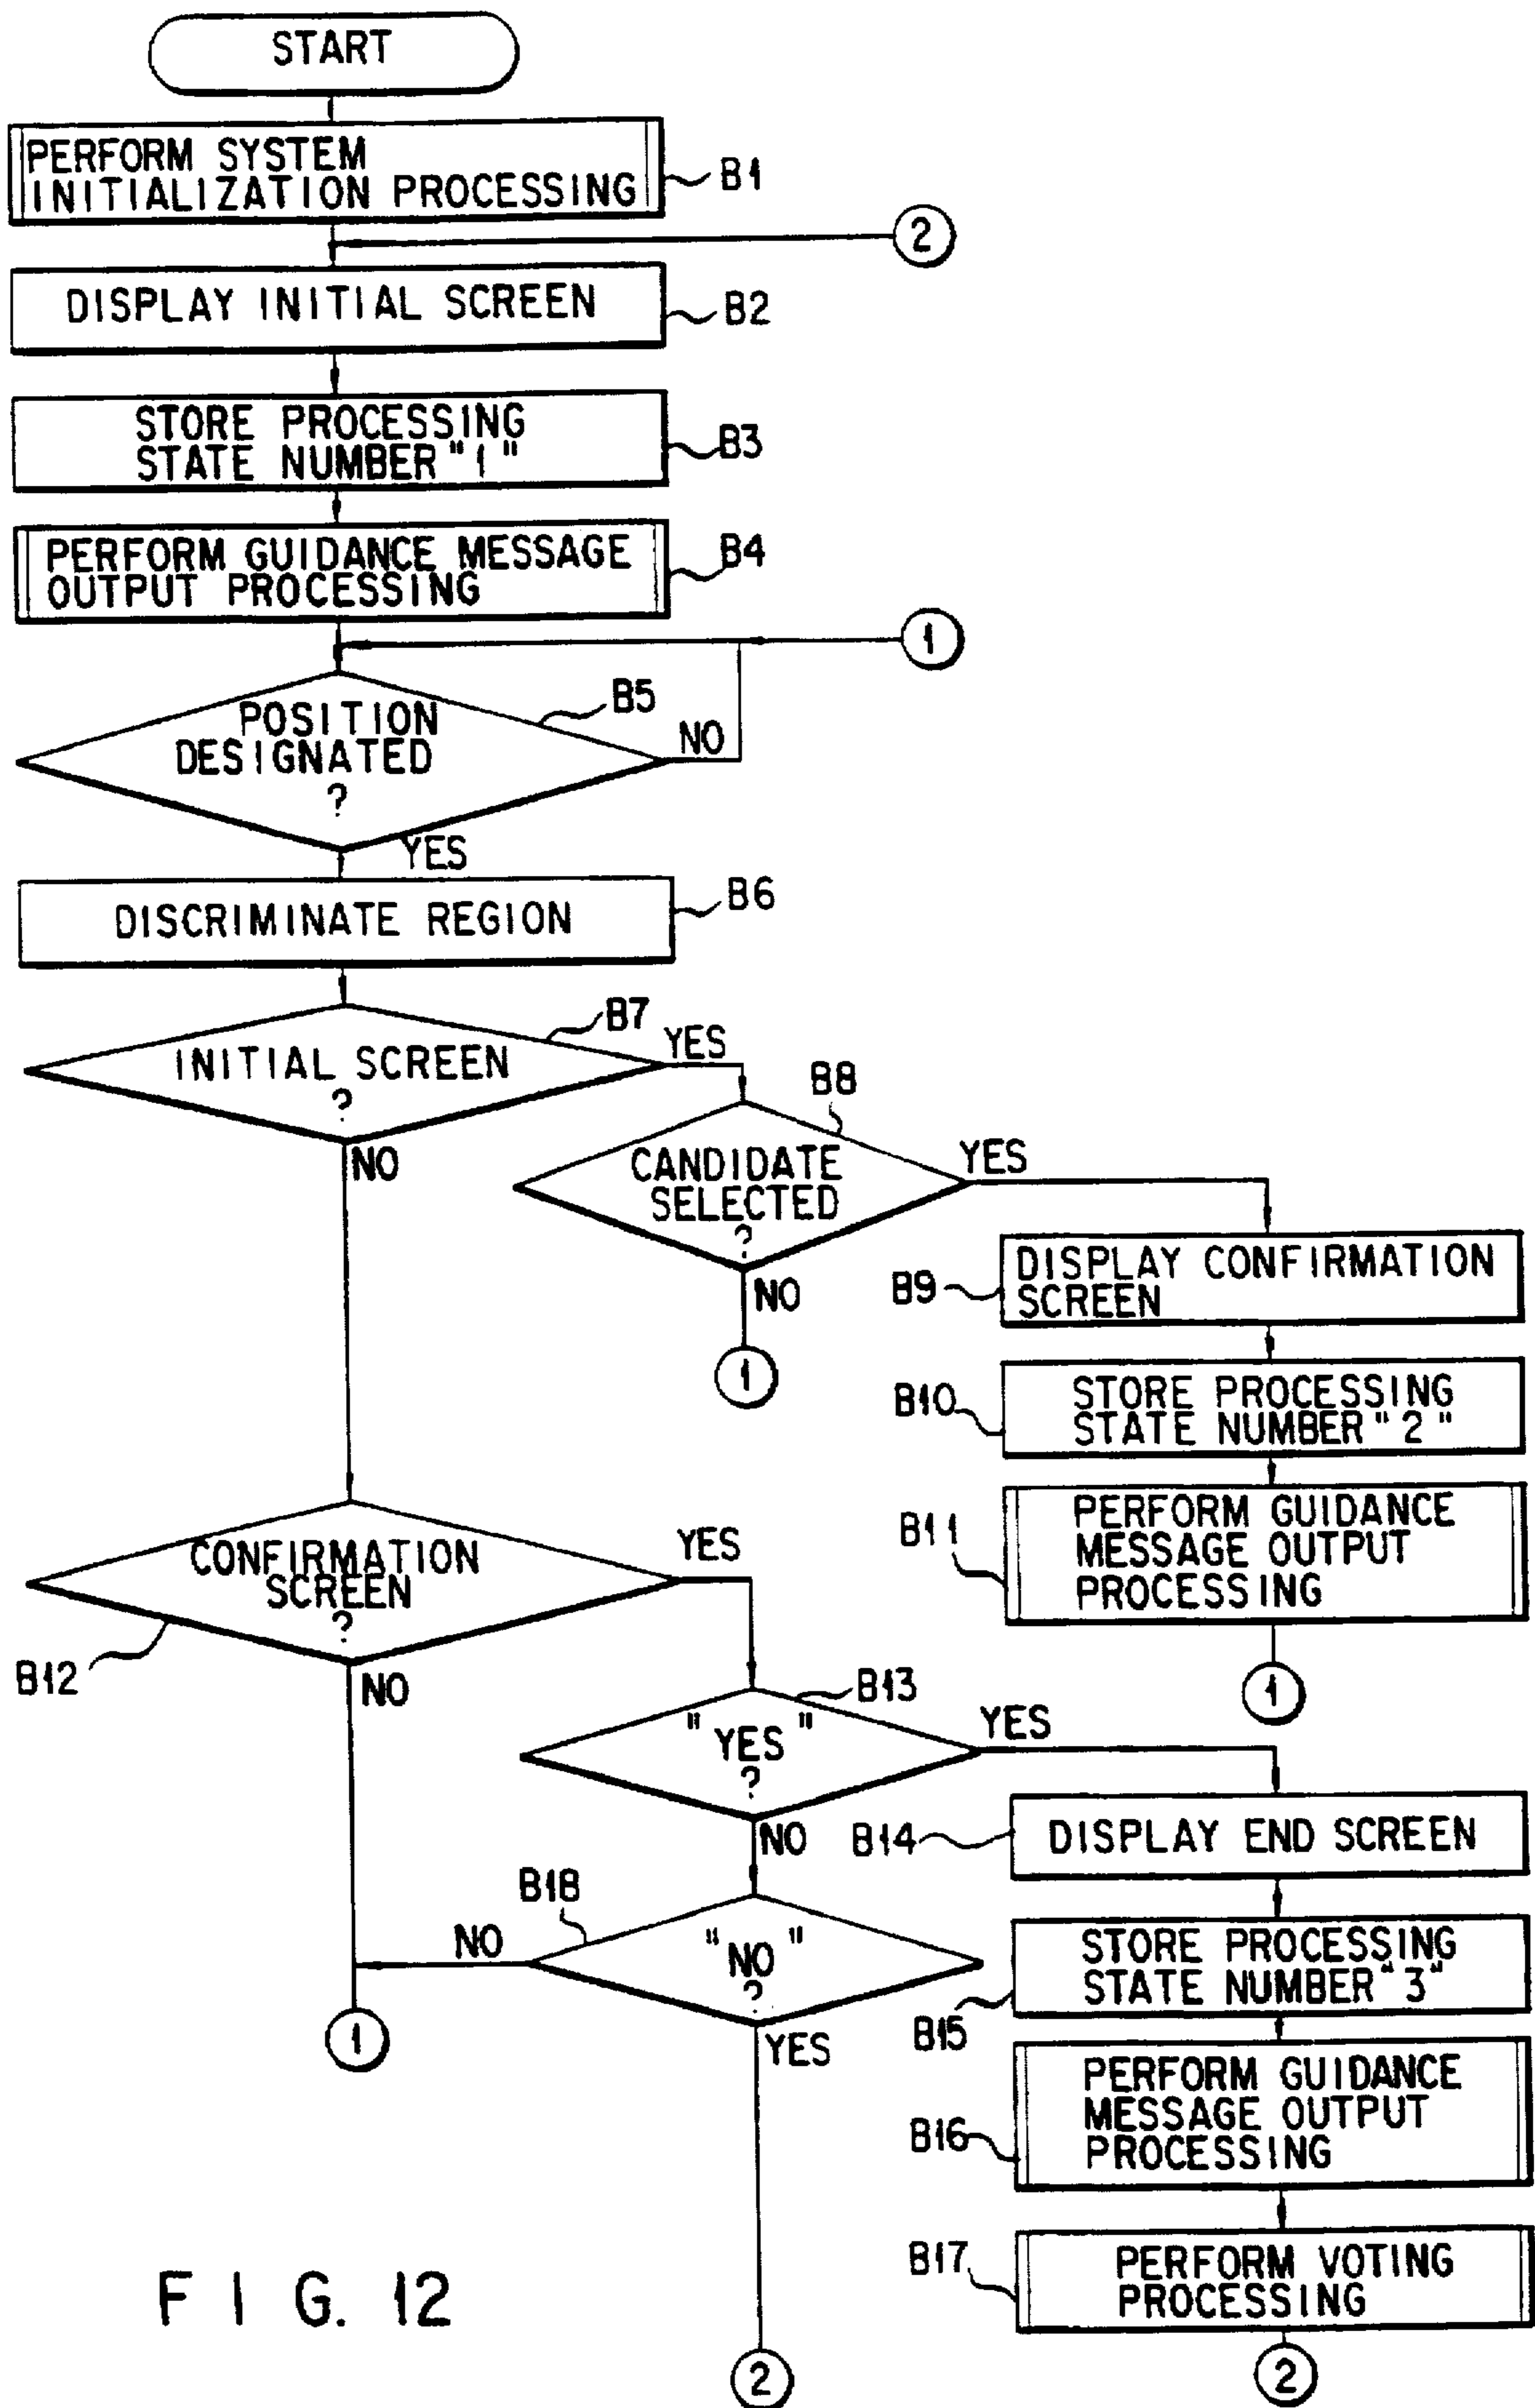 START
PERFORM SYSTEM
INITIALIZATION PROCESSING
B1
2
DISPLAY INITIAL SCREEN
B2
STORE PROCESSING
STATE NUMBER "1"
B3
PERFORM GUIDANCE MESSAGE
OUTPUT PROCESSING
B4
1
POSITION
DESIGNATED
?
B5
NO
YES
DISCRIMINATE REGION
B6
INITIAL SCREEN
?
B7
YES
NO
CANDIDATE
SELECTED
?
B8
YES
NO
1
DISPLAY CONFIRMATION
SCREEN
B9
STORE PROCESSING
STATE NUMBER "2"
B10
PERFORM GUIDANCE
MESSAGE OUTPUT
PROCESSING
B11
1
CONFIRMATION
SCREEN
?
B12
YES
NO
"YES"
?
B13
YES
NO
DISPLAY END SCREEN
B14
"NO"
?
B18
NO
YES
1
STORE PROCESSING
STATE NUMBER "3"
B15
PERFORM GUIDANCE
MESSAGE OUTPUT
PROCESSING
B16
PERFORM VOTING
PROCESSING
B17
2
2
FIG. 12